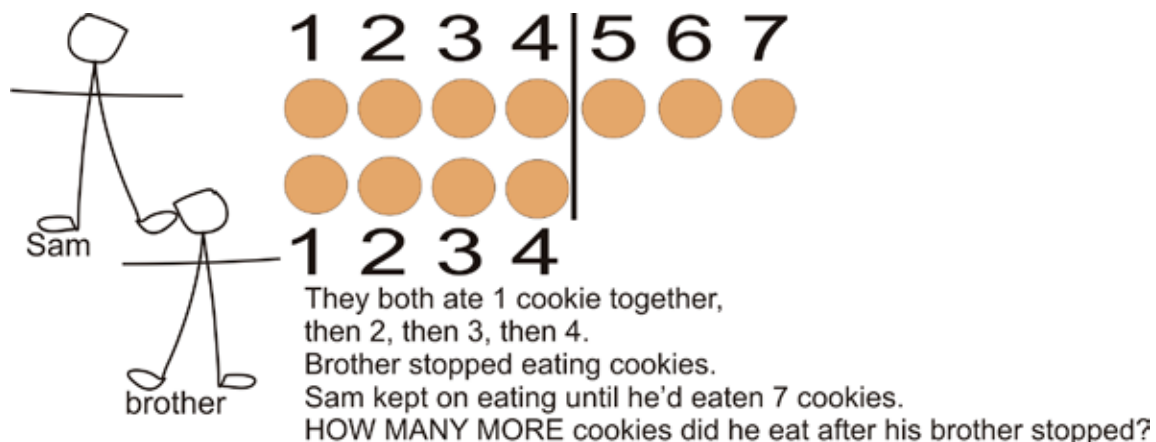 1 2 3 4 5 6 7
Sam
1 2 3 4
They both ate 1 cookie together,
then 2, then 3, then 4.
Brother stopped eating cookies.
Sam kept on eating until he'd eaten 7 cookies.
brother
HOW MANY MORE cookies did he eat after his brother stopped?